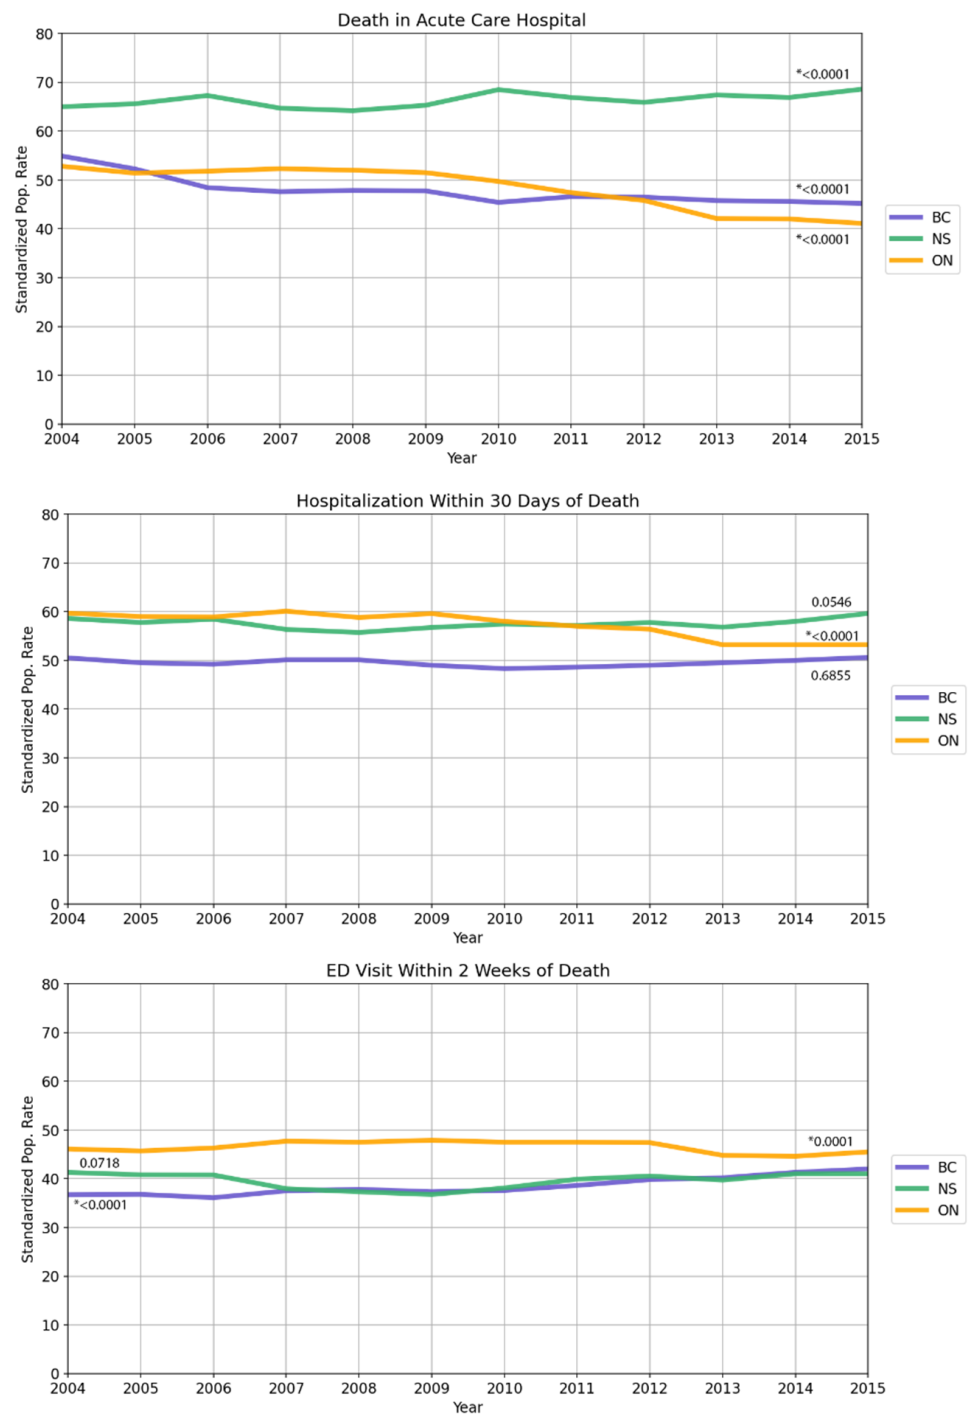 Death in Acute Care Hospital
Standardized Pop. Rate
80
70
60
50
40
30
20
10
0
*<0.0001
*<0.0001
*<0.0001
BC
NS
ON
2004 2005 2006 2007 2008 2009 2010 2011 2012 2013 2014 2015
Year
Hospitalization Within 30 Days of Death
Standardized Pop. Rate
80
70
60
50
40
30
20
10
0
0.0546
*<0.0001
0.6855
BC
NS
ON
2004 2005 2006 2007 2008 2009 2010 2011 2012 2013 2014 2015
Year
ED Visit Within 2 Weeks of Death
Standardized Pop. Rate
80
70
60
50
40
30
20
10
0
*0.0001
0.0718
*<0.0001
BC
NS
ON
2004 2005 2006 2007 2008 2009 2010 2011 2012 2013 2014 2015
Year